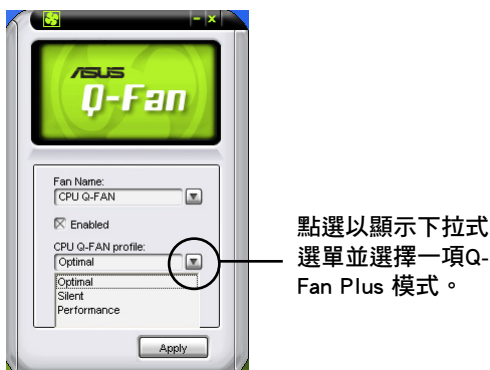 ASUS
Q-Fan
Fan Name:
CPU Q-FAN
Enabled
CPU Q-FAN profile:
Optimal
Optimal
Silent
Performance
Apply
點選以顯示下拉式
選單並選擇一項Q-
Fan Plus 模式。